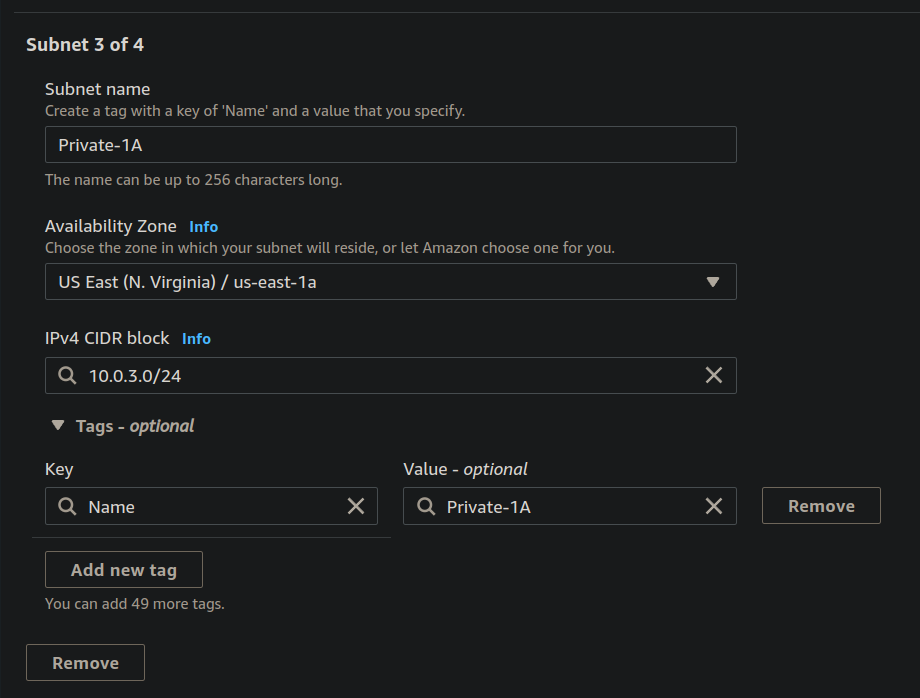 Subnet 3 of 4
Subnet name
Create a tag with a key of 'Name' and a value that you specify.
Private-1A
The name can be up to 256 characters long.
Availability Zone Info
Choose the zone in which your subnet will reside, or let Amazon choose one for you.
US East (N. Virginia) / us-east-1a
IPv4 CIDR block Info
10.0.3.0/24
Tags - optional
Key Value - optional
Name Private-1A Remove
Add new tag
You can add 49 more tags.
Remove